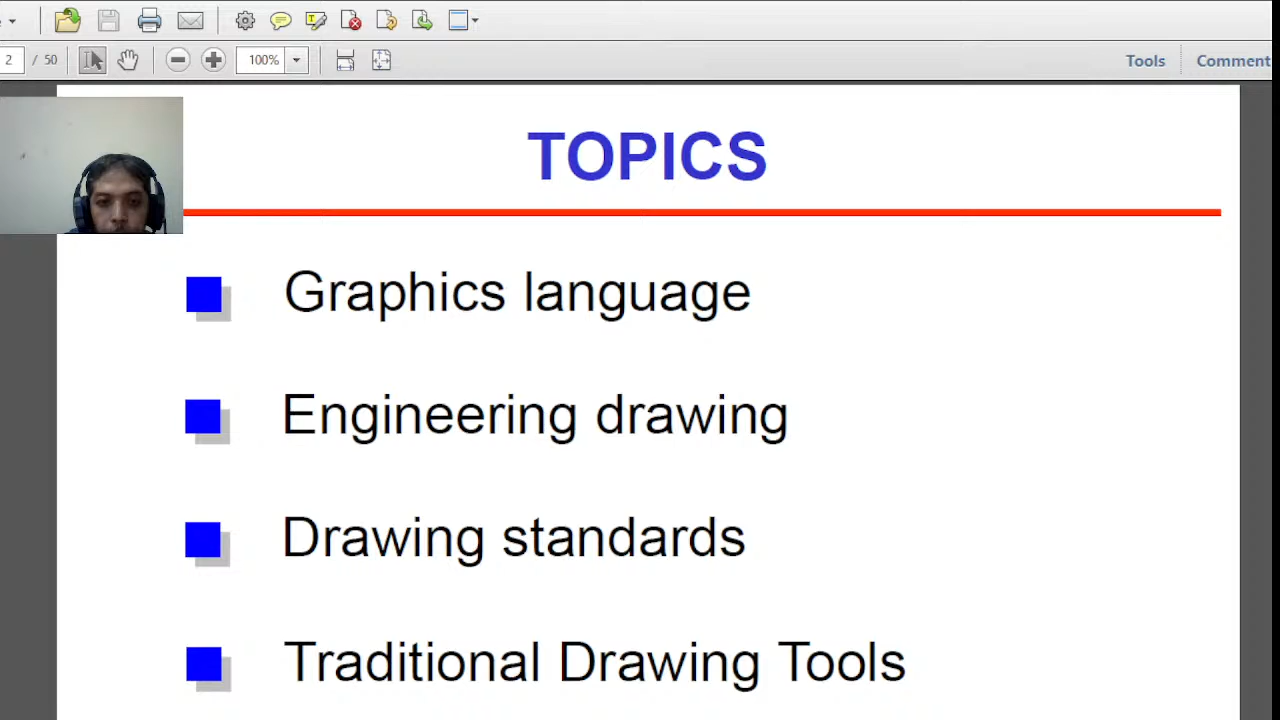 2 / 50 100% Tools Comment
TOPICS
Graphics language
Engineering drawing
Drawing standards
Traditional Drawing Tools